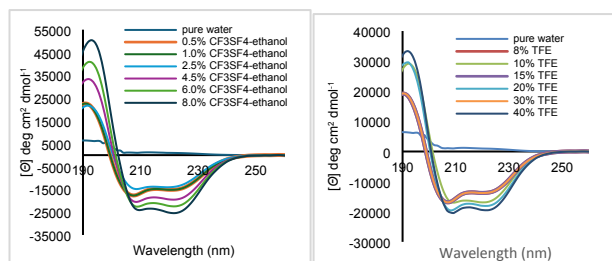 55000
45000
35000
25000
15000
5000
-5000
-15000
-25000
-35000
190
210
230
250
[Θ] deg cm² dmol⁻¹
Wavelength (nm)
pure water
0.5% CF3SF4-ethanol
1.0% CF3SF4-ethanol
2.5% CF3SF4-ethanol
4.5% CF3SF4-ethanol
6.0% CF3SF4-ethanol
8.0% CF3SF4-ethanol
40000
30000
20000
10000
0
-10000
-20000
-30000
190
210
230
250
[Θ] deg cm² dmol⁻¹
Wavelength (nm)
pure water
8% TFE
10% TFE
15% TFE
20% TFE
30% TFE
40% TFE